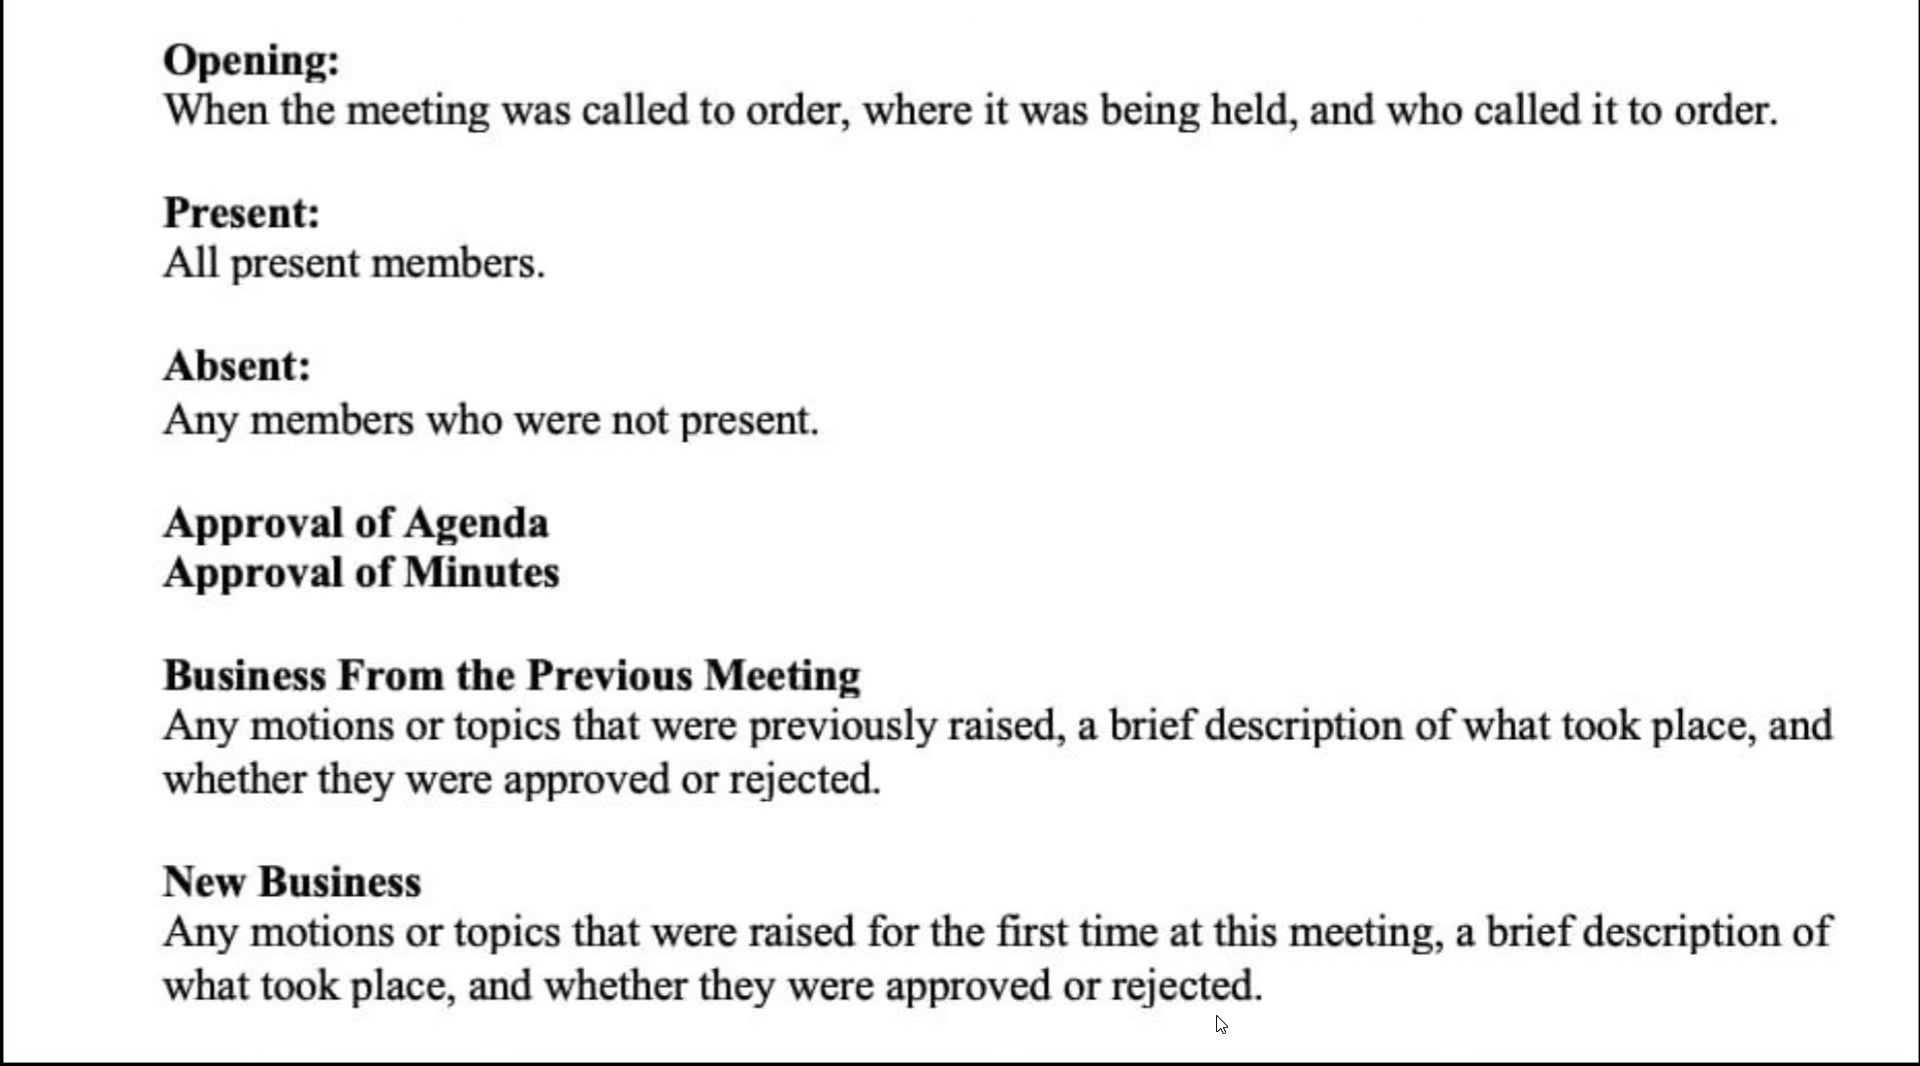 Opening:
When the meeting was called to order, where it was being held, and who called it to order.
Present:
All present members.
Absent:
Any members who were not present.
Approval of Agenda
Approval of Minutes
Business From the Previous Meeting
Any motions or topics that were previously raised, a brief description of what took place, and
whether they were approved or rejected.
New Business
Any motions or topics that were raised for the first time at this meeting, a brief description of
what took place, and whether they were approved or rejected.